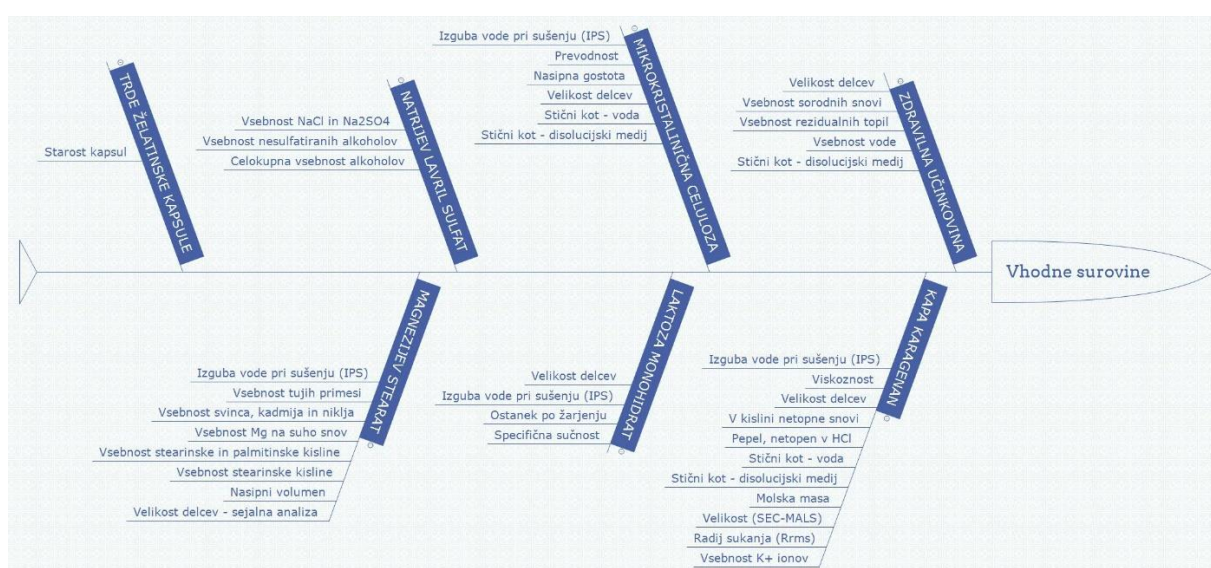 TRDE ŽELATINSKE KAPSULE
Starost kapsul
NATRIJEV LAVRIL SULFAT
Vsebnost NaCl in Na2SO4
Vsebnost nesulfatiranih alkoholov
Celokupna vsebnost alkoholov
MIKROKRISTALINIČNA CELULOZA
Izguba vode pri sušenju (IPS)
Prevodnost
Nasipna gostota
Velikost delcev
Stični kot - voda
Stični kot - disolucijski medij
ZDRAVILNA UČINKOVINA
Velikost delcev
Vsebnost sorodnih snovi
Vsebnost rezidualnih topil
Vsebnost vode
Stični kot - disolucijski medij
Vhodne surovine
MAGNEZIJEV STEARAT
Izguba vode pri sušenju (IPS)
Vsebnost tujih primesi
Vsebnost svinca, kadmija in niklja
Vsebnost Mg na suho snov
Vsebnost stearinske in palmitinske kisline
Vsebnost stearinske kisline
Nasipni volumen
Velikost delcev - sejalna analiza
LAKTOZA MONOHIDRAT
Velikost delcev
Izguba vode pri sušenju (IPS)
Ostanek po žarjenju
Specifična sučnost
KAPA KARAGENAN
Izguba vode pri sušenju (IPS)
Viskoznost
Velikost delcev
V kislini netopne snovi
Pepel, netopen v HCl
Stični kot - voda
Stični kot - disolucijski medij
Molska masa
Velikost (SEC-MALS)
Radij sukanja (Rrms)
Vsebnost K+ ionov